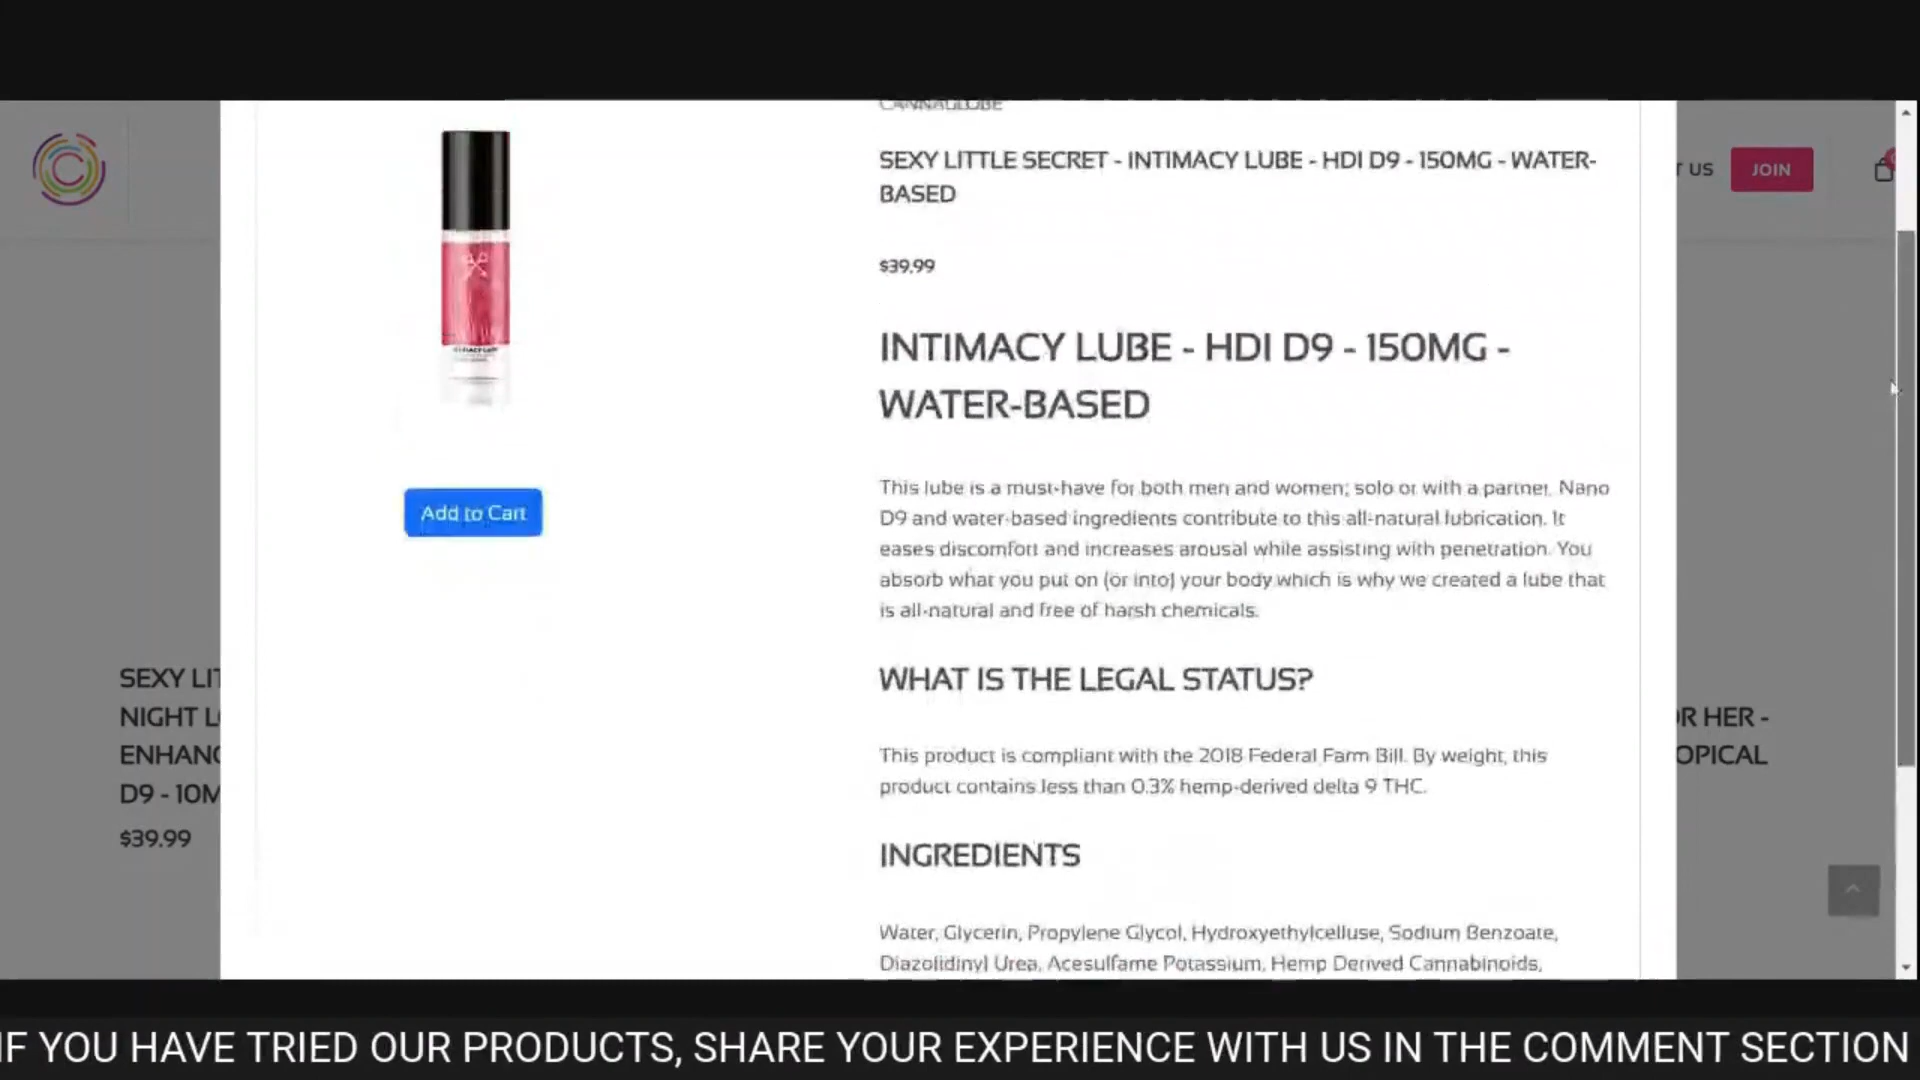 CANNALUBE
SEXY LITTLE SECRET - INTIMACY LUBE - HDI D9 - 150MG - WATER-
BASED
$39.99
T US
JOIN
INTIMACY LUBE - HDI D9 - 150MG -
WATER-BASED
Add to Cart
This lube is a must-have for both men and women; solo or with a partner. Nano
D9 and water-based ingredients contribute to this all-natural lubrication. It
eases discomfort and increases arousal while assisting with penetration. You
absorb what you put on (or into) your body which is why we created a lube that
is all-natural and free of harsh chemicals.
WHAT IS THE LEGAL STATUS?
This product is compliant with the 2018 Federal Farm Bill. By weight, this
product contains less than 0.3% hemp-derived delta 9 THC.
INGREDIENTS
Water, Glycerin, Propylene Glycol, Hydroxyethylcelluse, Sodium Benzoate,
Diazolidinyl Urea, Acesulfame Potassium, Hemp Derived Cannabinoids,
SEXY LIT
NIGHT L
ENHANC
D9 - 10M
$39.99
OR HER -
OPICAL
IF YOU HAVE TRIED OUR PRODUCTS, SHARE YOUR EXPERIENCE WITH US IN THE COMMENT SECTION